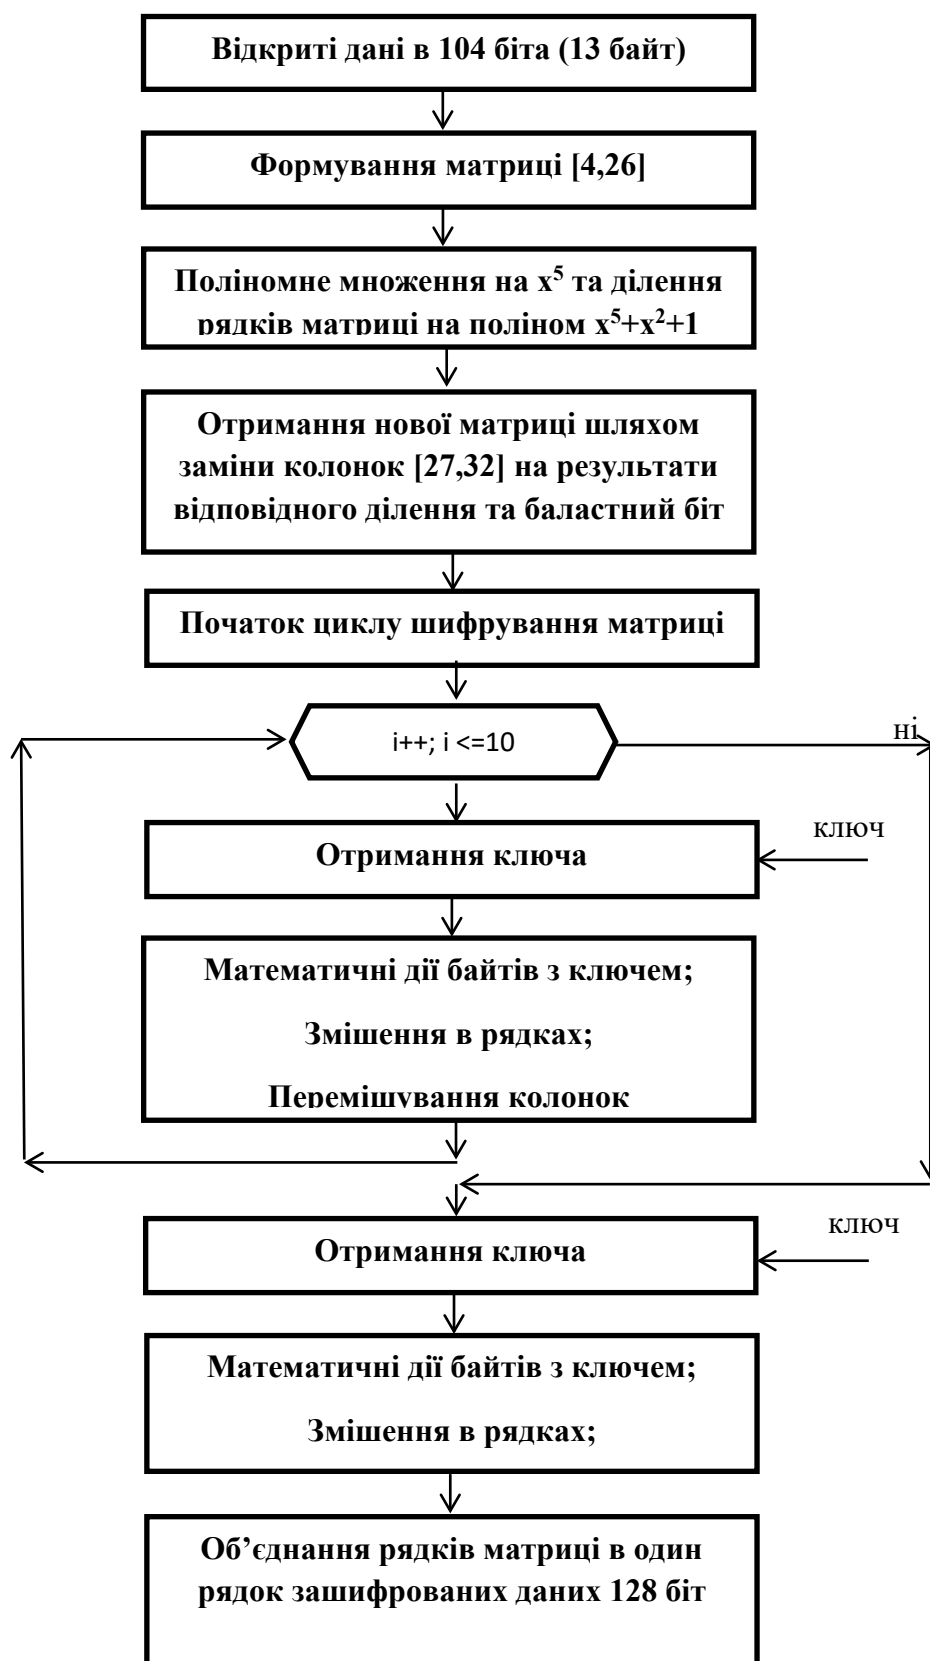 Відкриті дані в 104 біта (13 байт)
Формування матриці [4,26]
Поліномне множення на x⁵ та ділення
рядків матриці на поліном x⁵+x²+1
Отримання нової матриці шляхом
заміни колонок [27,32] на результати
відповідного ділення та баластний біт
Початок циклу шифрування матриці
i++; i <=10
ні
ключ
Отримання ключа
Математичні дії байтів з ключем;
Змішення в рядках;
Перемішування колонок
ключ
Отримання ключа
Математичні дії байтів з ключем;
Змішення в рядках;
Об’єднання рядків матриці в один
рядок зашифрованих даних 128 біт